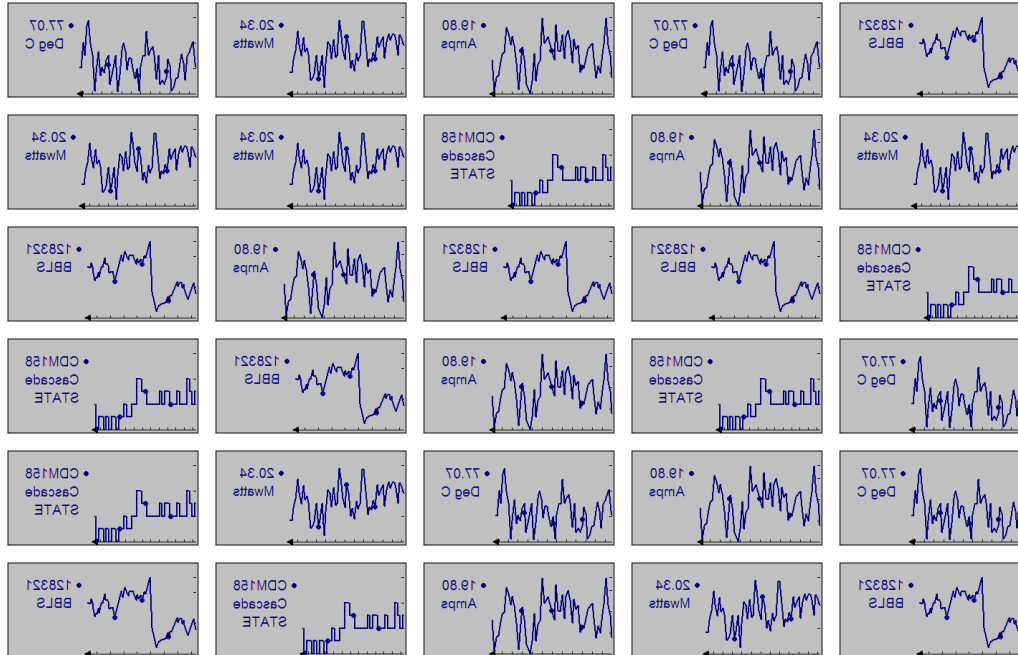 77.07
Deg C
20.34
Mwatts
19.80
Amps
77.07
Deg C
128321
BBLS
20.34
Mwatts
20.34
Mwatts
CDM158
Cascade
STATE
19.80
Amps
20.34
Mwatts
128321
BBLS
19.80
Amps
128321
BBLS
128321
BBLS
CDM158
Cascade
STATE
CDM158
Cascade
STATE
128321
BBLS
19.80
Amps
CDM158
Cascade
STATE
77.07
Deg C
CDM158
Cascade
STATE
20.34
Mwatts
77.07
Deg C
19.80
Amps
77.07
Deg C
128321
BBLS
CDM158
Cascade
STATE
19.80
Amps
20.34
Mwatts
128321
BBLS